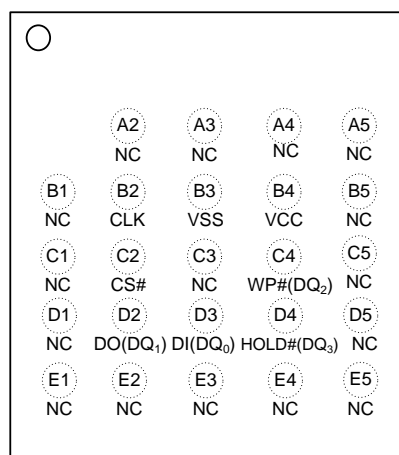 A2 A3 A4 A5
NC NC NC NC
B1 B2 B3 B4 B5
NC CLK VSS VCC NC
C1 C2 C3 C4 C5
NC CS# NC WP#(DQ₂) NC
D1 D2 D3 D4 D5
NC DO(DQ₁) DI(DQ₀) HOLD#(DQ₃) NC
E1 E2 E3 E4 E5
NC NC NC NC NC